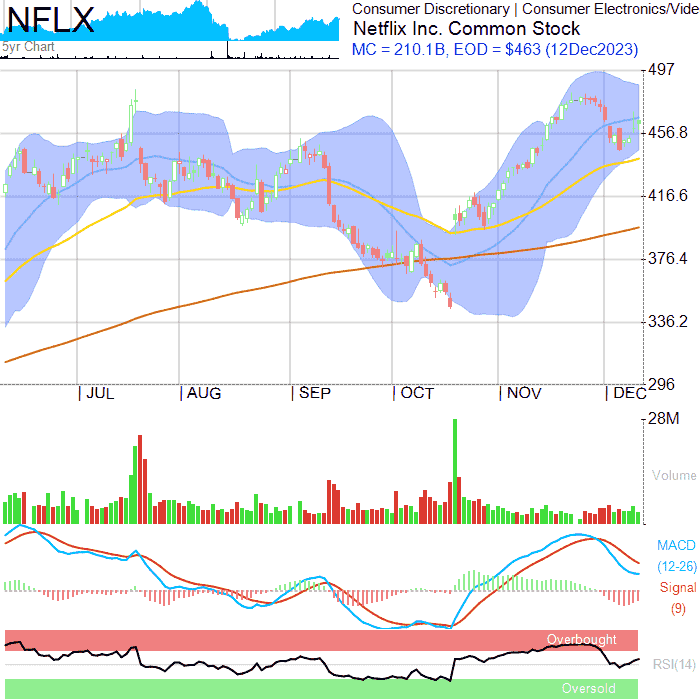 NFLX
5yr Chart
Consumer Discretionary | Consumer Electronics/Vide
Netflix Inc. Common Stock
MC = 210.1B, EOD = $463 (12Dec2023)
497
456.8
416.6
376.4
336.2
296
| JUL | AUG | SEP | OCT | NOV | DEC
28M
Volume
MACD
(12-26)
Signal
(9)
Overbought
RSI(14)
Oversold